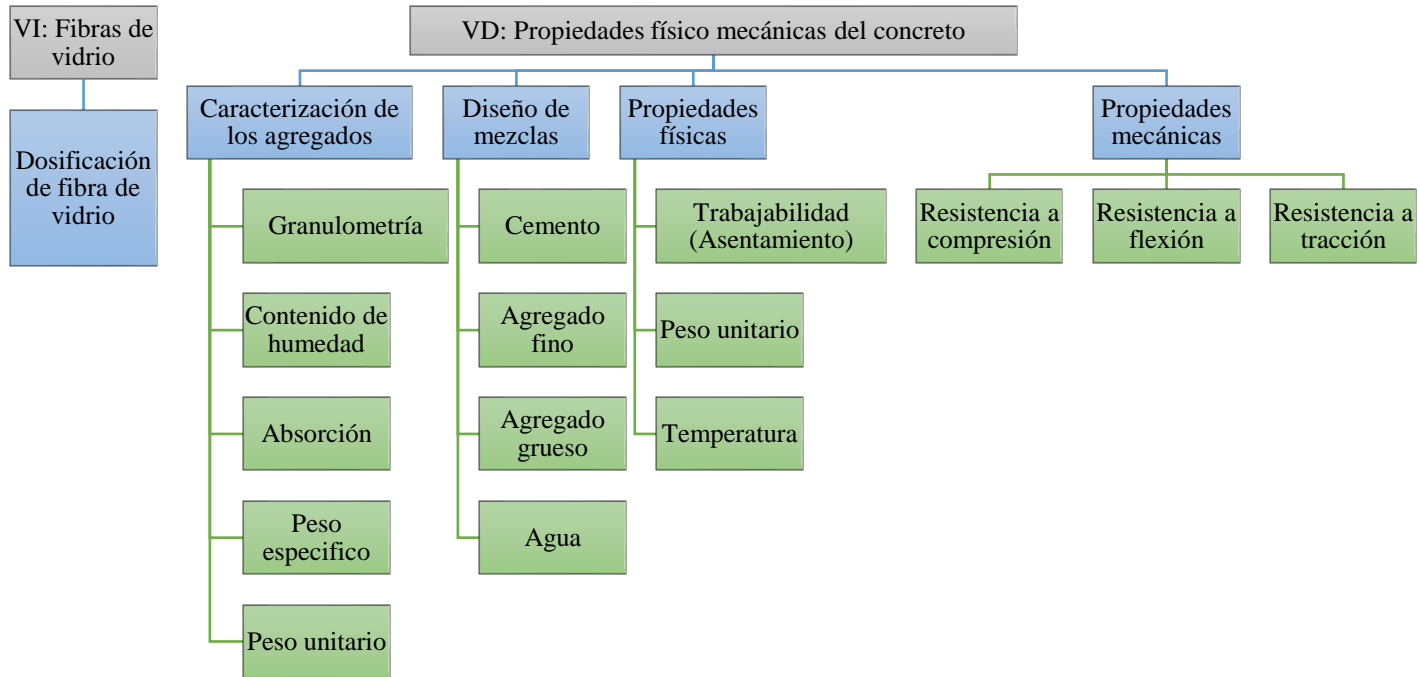 VI: Fibras de
vidrio
Dosificación
de fibra de
vidrio
VD: Propiedades físico mecánicas del concreto
Caracterización de
los agregados
Granulometría
Contenido de
humedad
Absorción
Peso
especifico
Peso unitario
Diseño de
mezclas
Cemento
Agregado
fino
Agregado
grueso
Agua
Propiedades
físicas
Trabajabilidad
(Asentamiento)
Peso unitario
Temperatura
Propiedades
mecánicas
Resistencia a
compresión
Resistencia a
flexión
Resistencia a
tracción